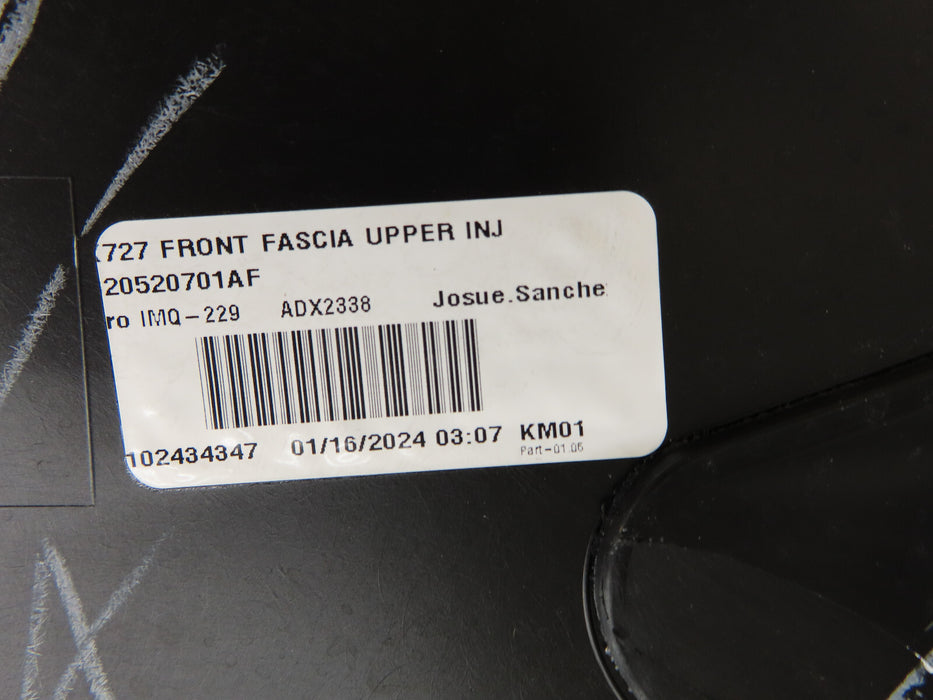 727 FRONT FASCIA UPPER INJ
20520701AF
ro IMQ-229 ADX2338 Josue.Sanche
102434347 01/16/2024 03:07 KM01
Part-01.05